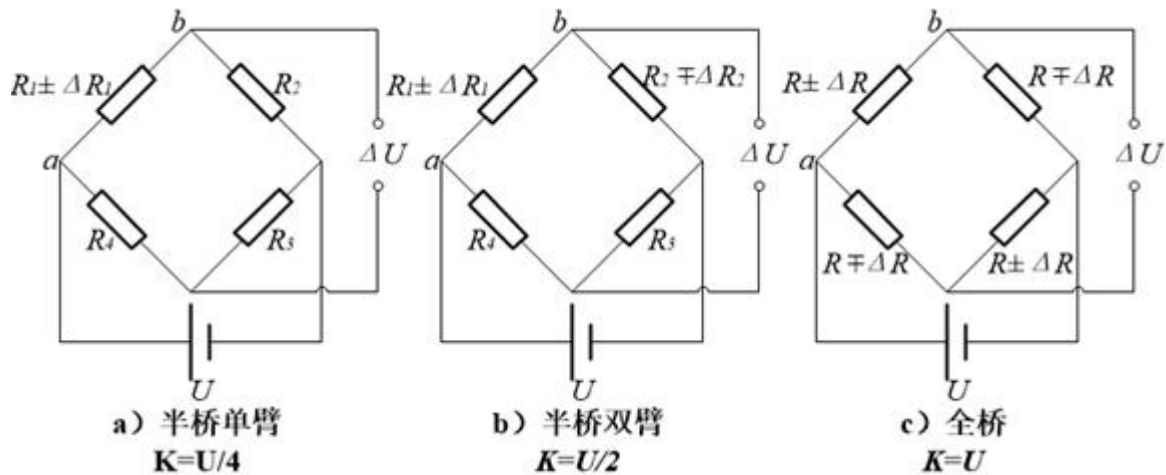 b
R₁± ΔR₁
R₂
a
ΔU
R₄
R₃
U
a）半桥单臂
K=U/4
b
R₁± ΔR₁
R₂∓ΔR₂
a
ΔU
R₄
R₃
U
b）半桥双臂
K=U/2
b
R± ΔR
R∓ΔR
a
ΔU
R∓ΔR
R± ΔR
U
c）全桥
K=U